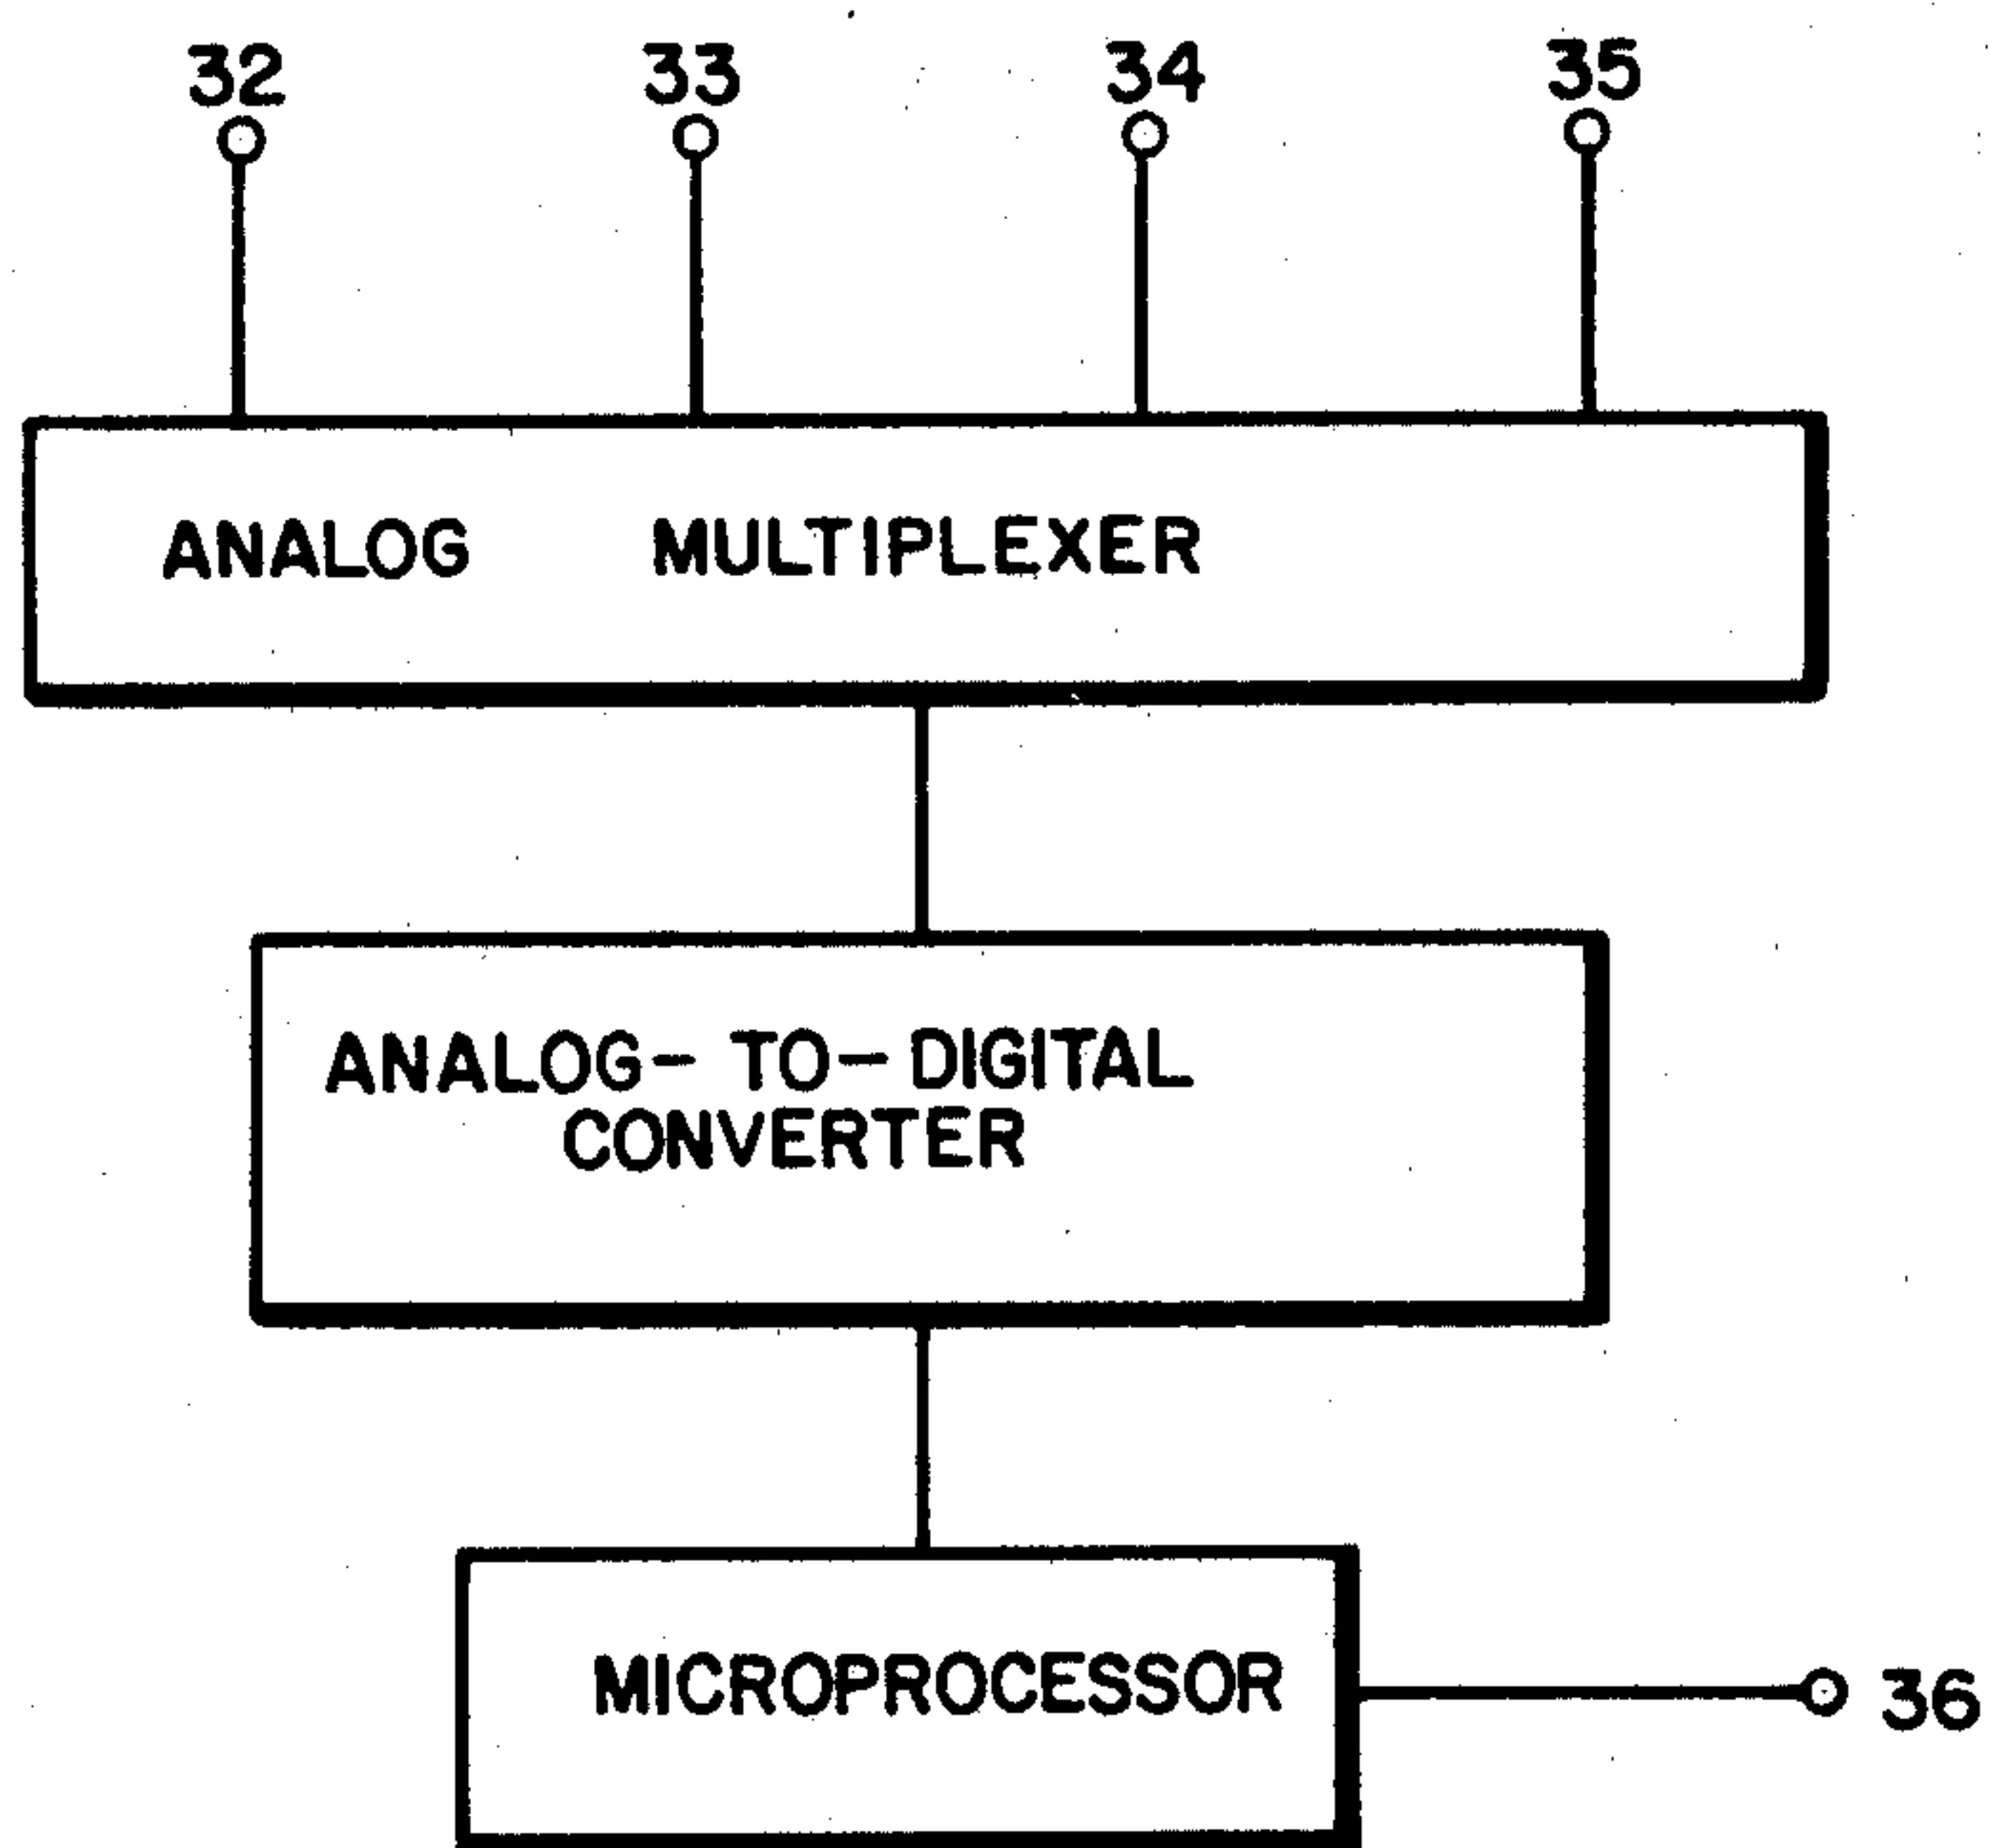 32 33 34 35
ANALOG MULTIPLEXER
ANALOG- TO- DIGITAL
CONVERTER
MICROPROCESSOR
36